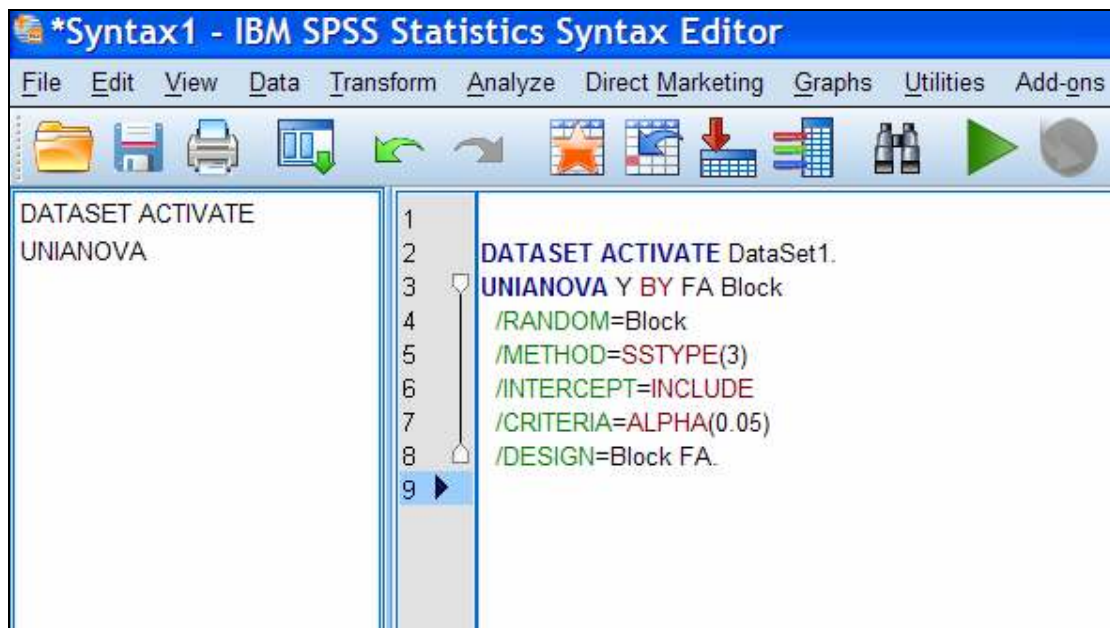 *Syntax1 - IBM SPSS Statistics Syntax Editor
File Edit View Data Transform Analyze Direct Marketing Graphs Utilities Add-ons
DATASET ACTIVATE
UNIANOVA
1
2 DATASET ACTIVATE DataSet1.
3 UNIANOVA Y BY FA Block
4 /RANDOM=Block
5 /METHOD=SSTYPE(3)
6 /INTERCEPT=INCLUDE
7 /CRITERIA=ALPHA(0.05)
8 /DESIGN=Block FA.
9